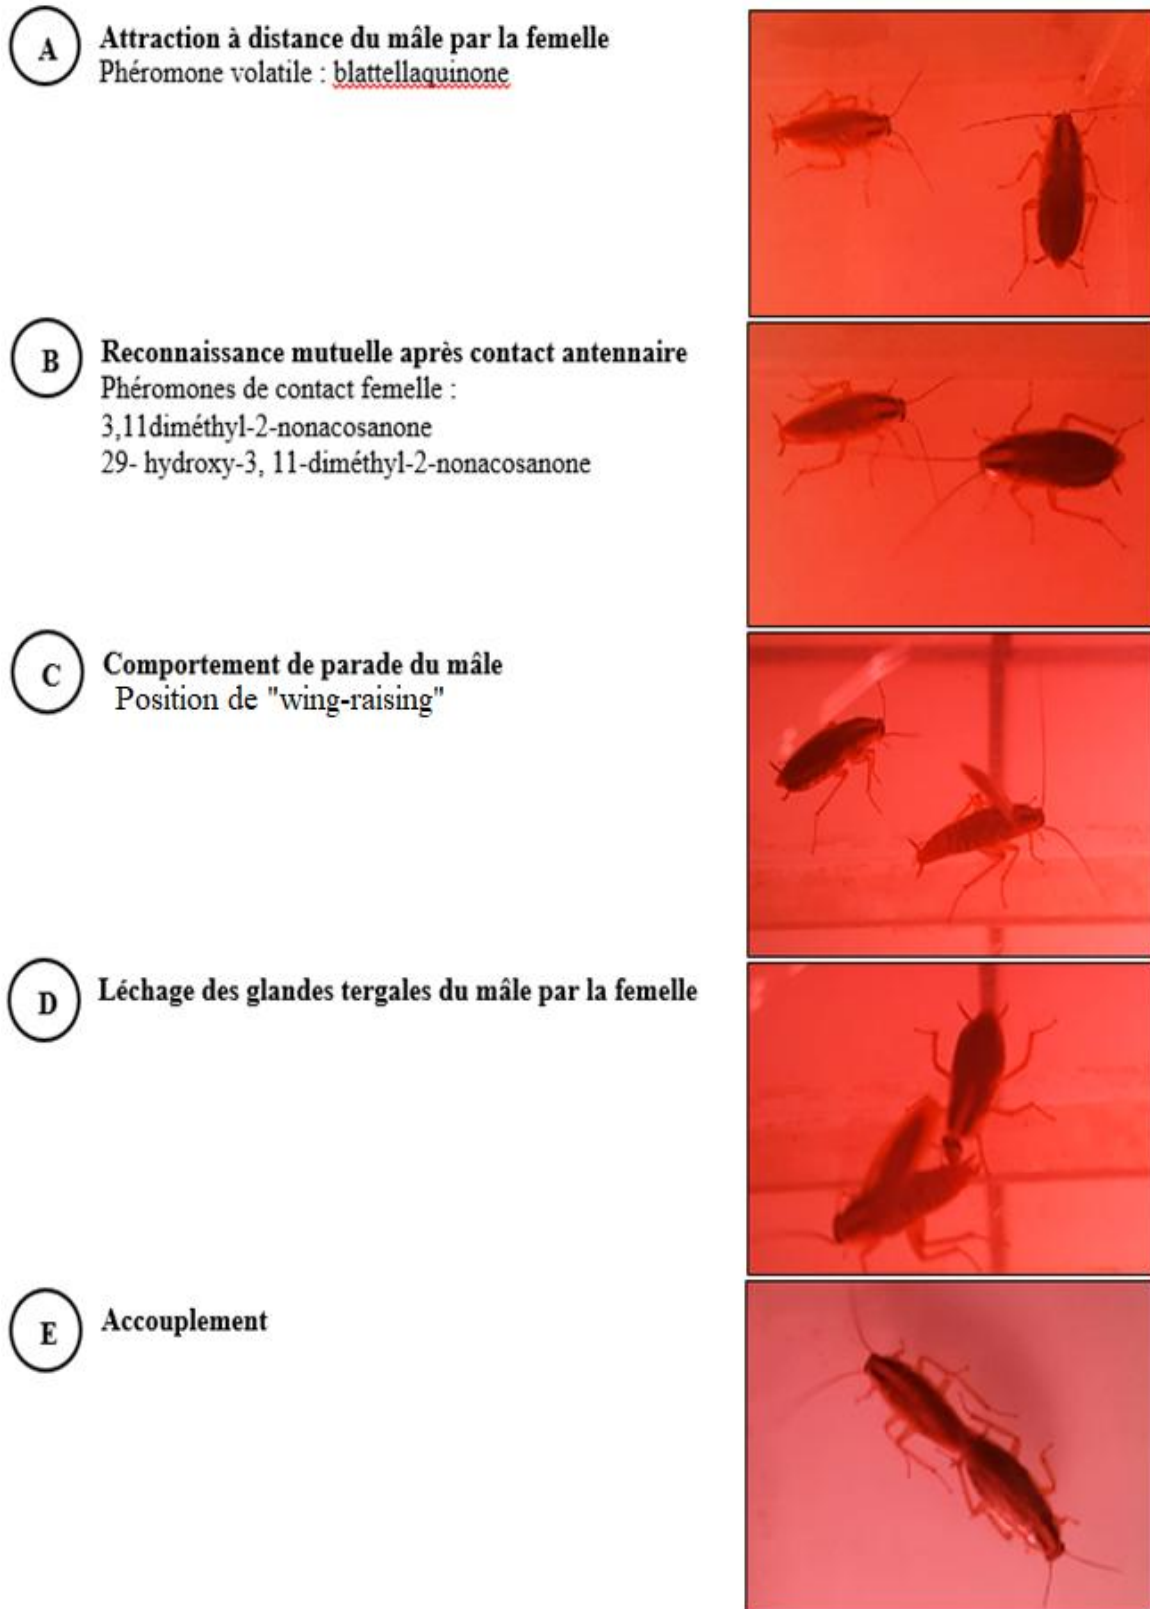 A
Attraction à distance du mâle par la femelle
Phéromone volatile : blattellaquinone
B
Reconnaissance mutuelle après contact antennaire
Phéromones de contact femelle :
3,11diméthyl-2-nonacosanone
29- hydroxy-3, 11-diméthyl-2-nonacosanone
C
Comportement de parade du mâle
Position de "wing-raising"
D
Léchage des glandes tergales du mâle par la femelle
E
Accouplement